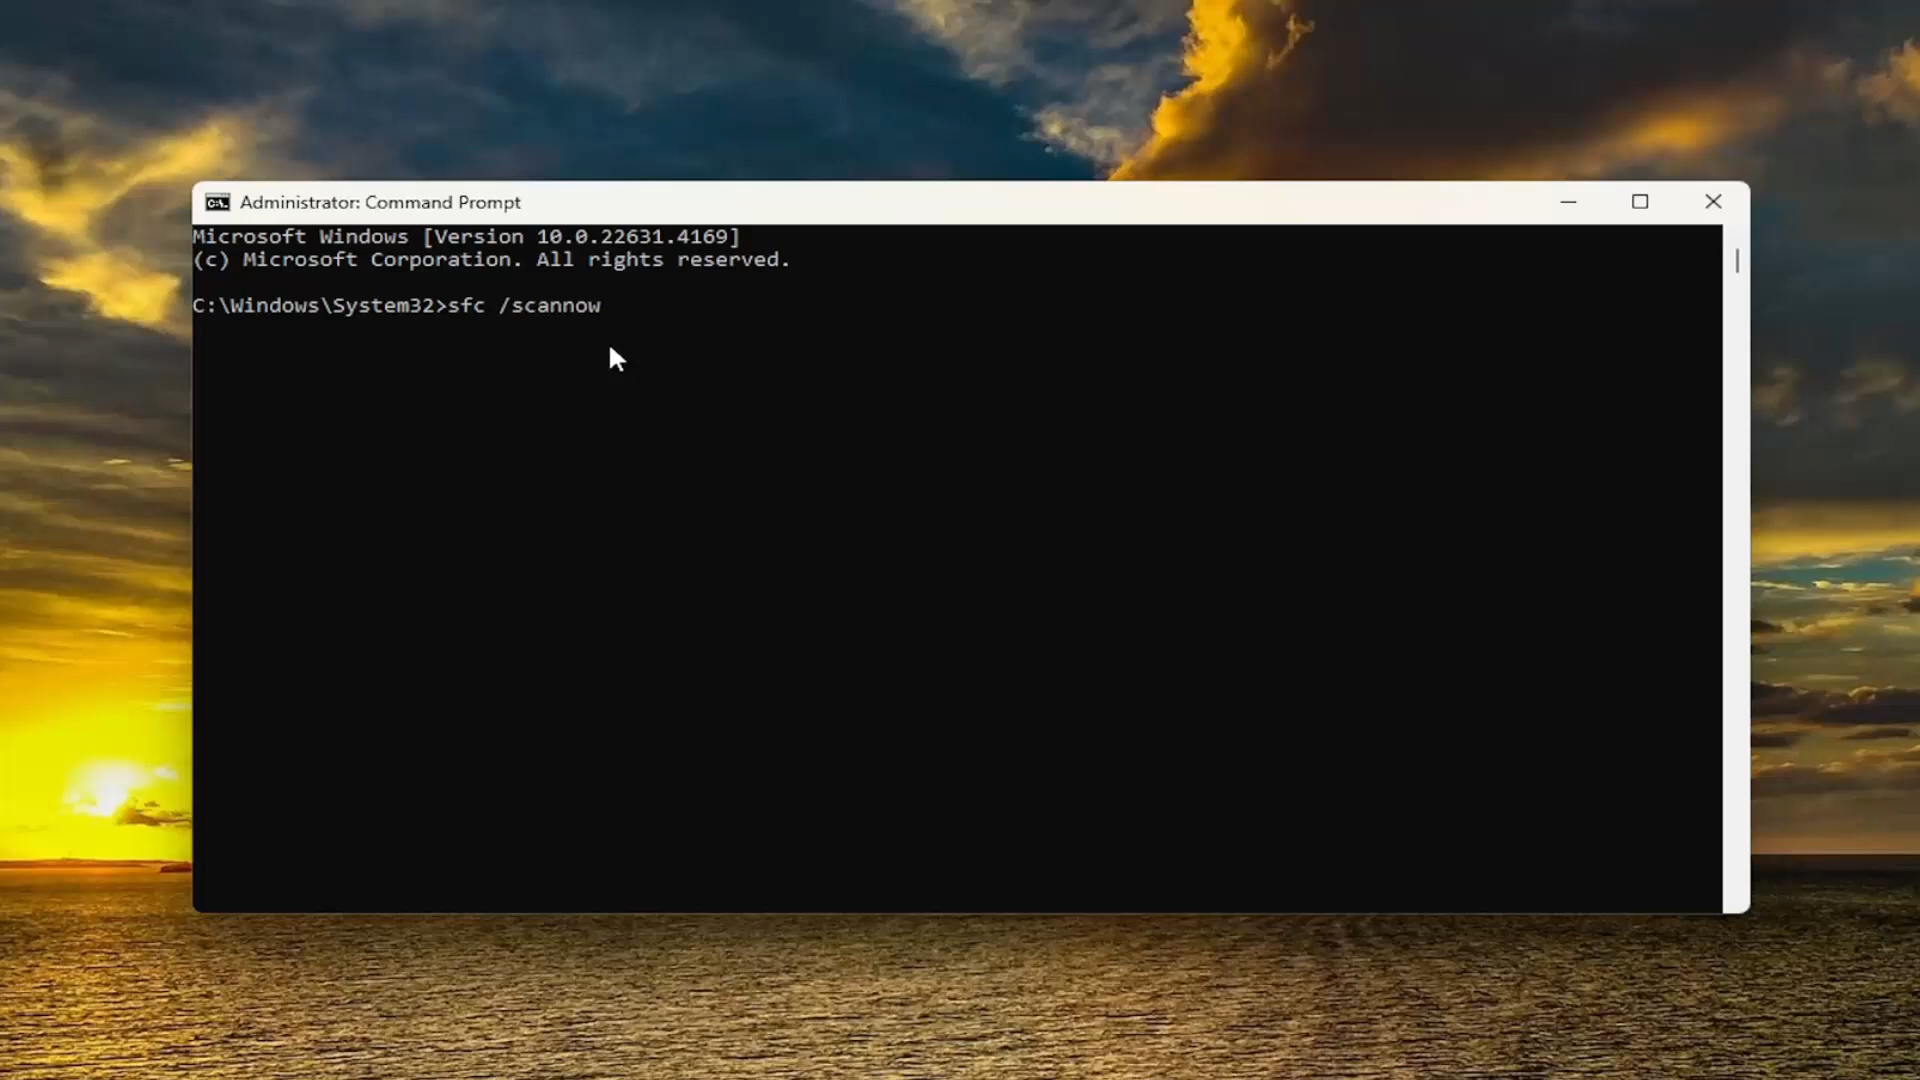 Administrator: Command Prompt
Microsoft Windows [Version 10.0.22631.4169]
(c) Microsoft Corporation. All rights reserved.
C:\Windows\System32>sfc /scannow